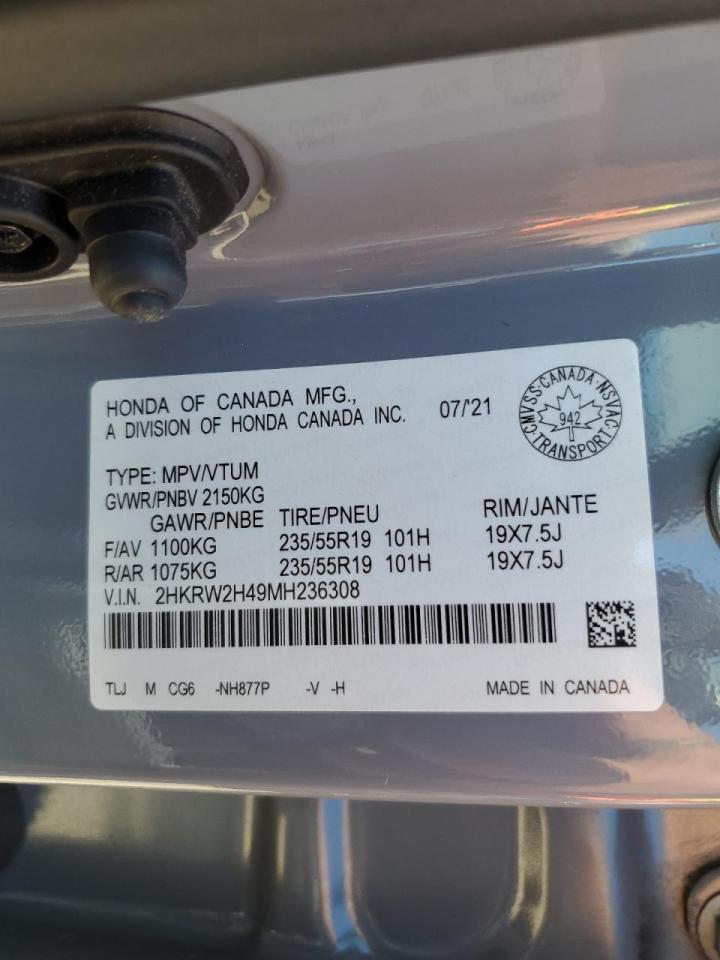 HONDA OF CANADA MFG.,
A DIVISION OF HONDA CANADA INC. 07/'21
CMVSS·CANADA·NSVAC·TRANSPORT·
942
TYPE: MPV/VTUM
GVWR/PNBV 2150KG
GAWR/PNBE TIRE/PNEU RIM/JANTE
F/AV 1100KG 235/55R19 101H 19X7.5J
R/AR 1075KG 235/55R19 101H 19X7.5J
V.I.N. 2HKRW2H49MH236308
TLJ M CG6 -NH877P -V -H MADE IN CANADA